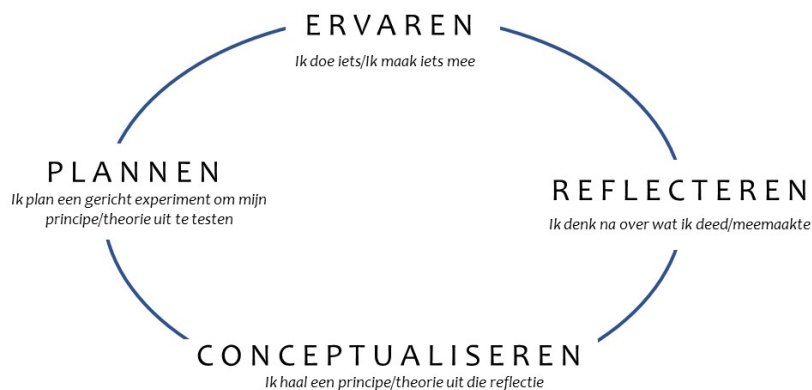 ERVAREN
Ik doe iets/Ik maak iets mee
PLANNEN
Ik plan een gericht experiment om mijn
principe/theorie uit te testen
REFLECTEREN
Ik denk na over wat ik deed/meemaakte
CONCEPTUALISEREN
Ik haal een principe/theorie uit die reflectie